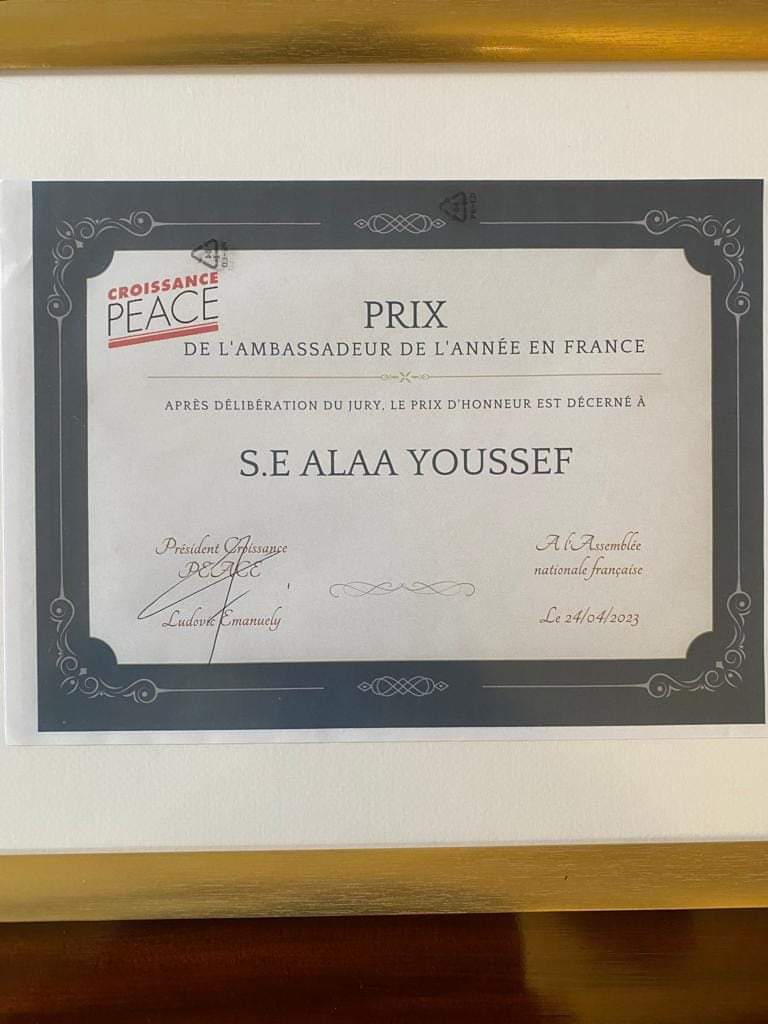 CROISSANCE
PEACE
PRIX
DE L'AMBASSADEUR DE L'ANNÉE EN FRANCE
APRÈS DÉLIBÉRATION DU JURY, LE PRIX D'HONNEUR EST DÉCERNÉ À
S.E ALAA YOUSSEF
Président Croissance
PEACE
Ludovic Emanuely
A l'Assemblée
nationale française
Le 24/04/2023